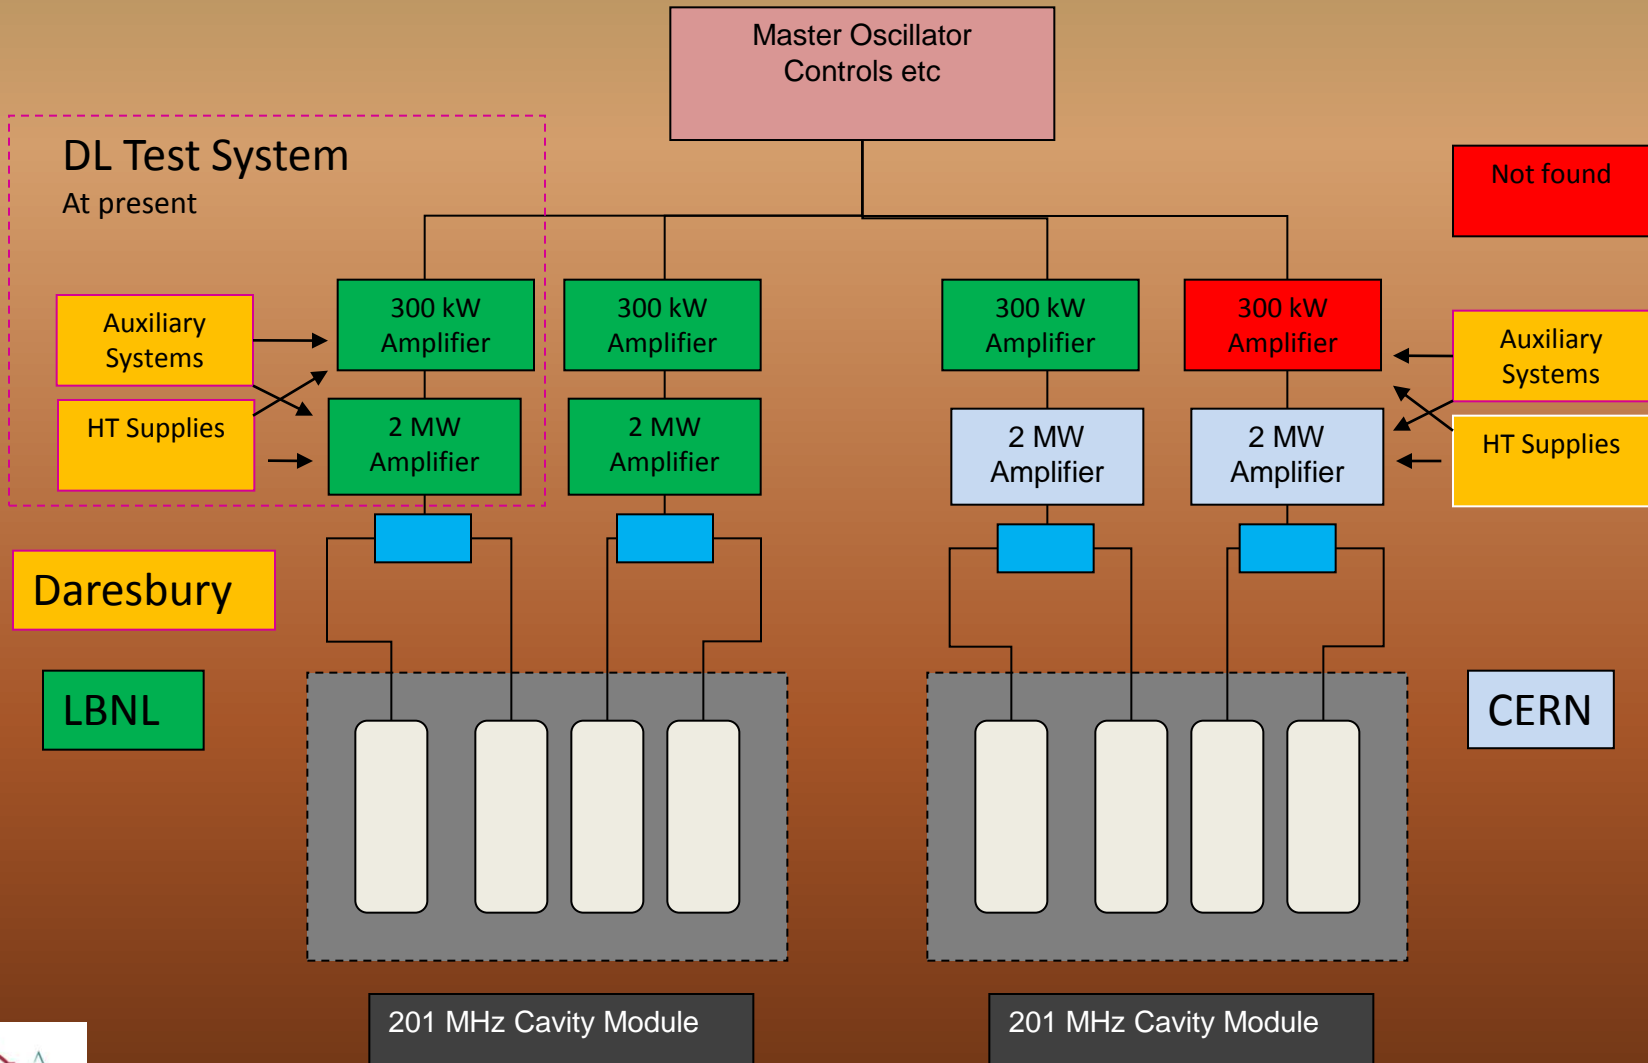 Master Oscillator
Controls etc
DL Test System
At present
Not found
300 kW
Amplifier
300 kW
Amplifier
300 kW
Amplifier
300 kW
Amplifier
Auxiliary
Systems
Auxiliary
Systems
HT Supplies
2 MW
Amplifier
2 MW
Amplifier
2 MW
Amplifier
2 MW
Amplifier
HT Supplies
Daresbury
LBNL
CERN
201 MHz Cavity Module
201 MHz Cavity Module